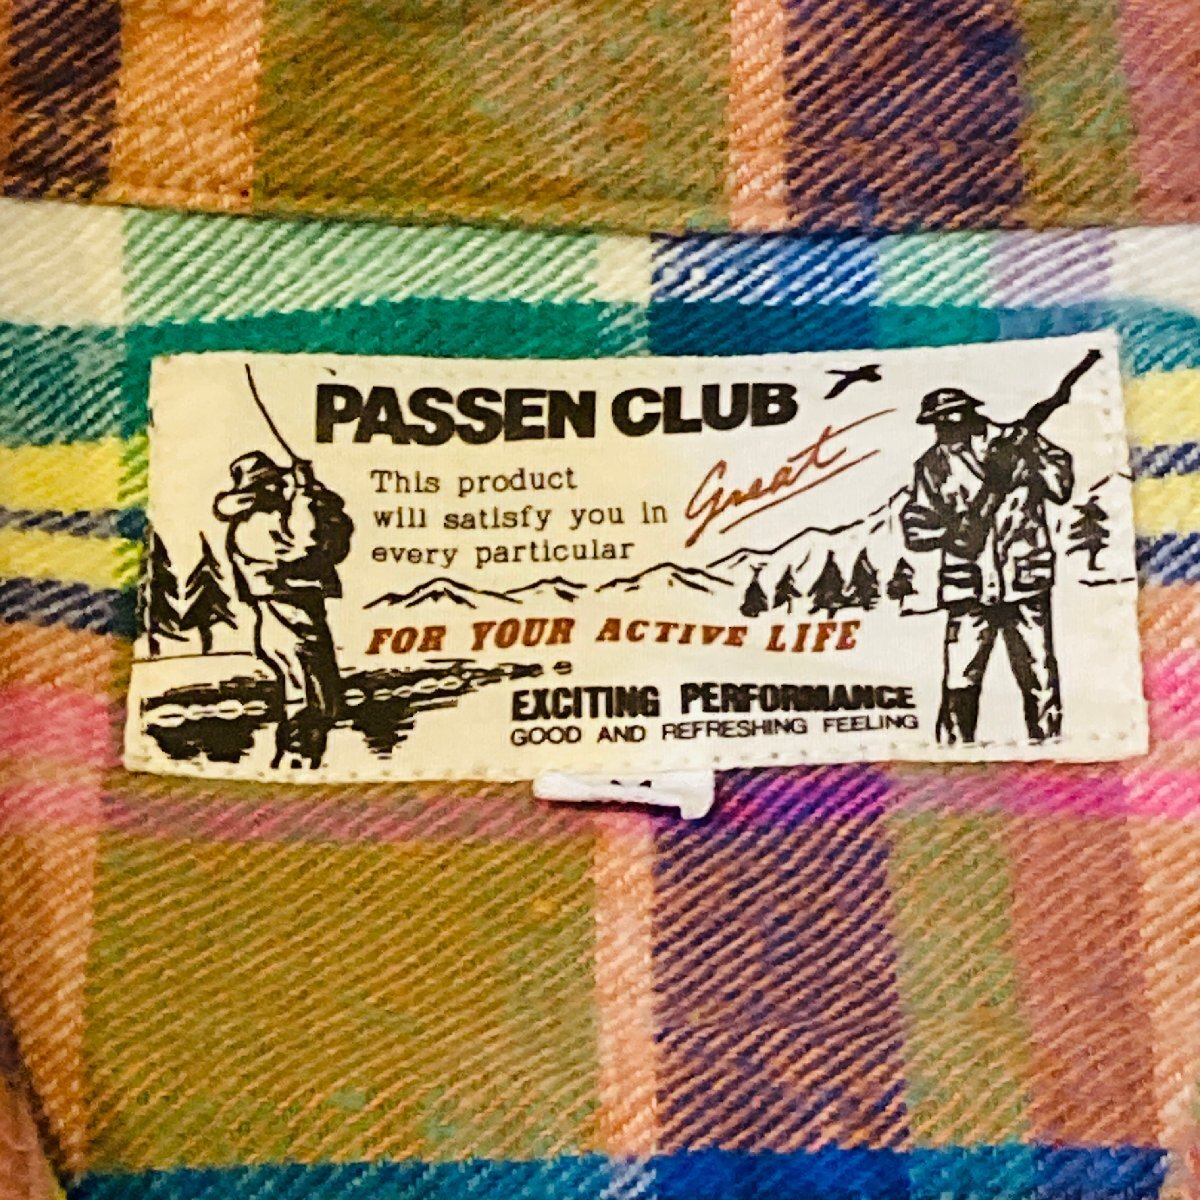 PASSEN CLUB
This product
will satisfy you in
every particular
Great
FOR YOUR ACTIVE LIFE
EXCITING PERFORMANCE
GOOD AND REFRESHING FEELING